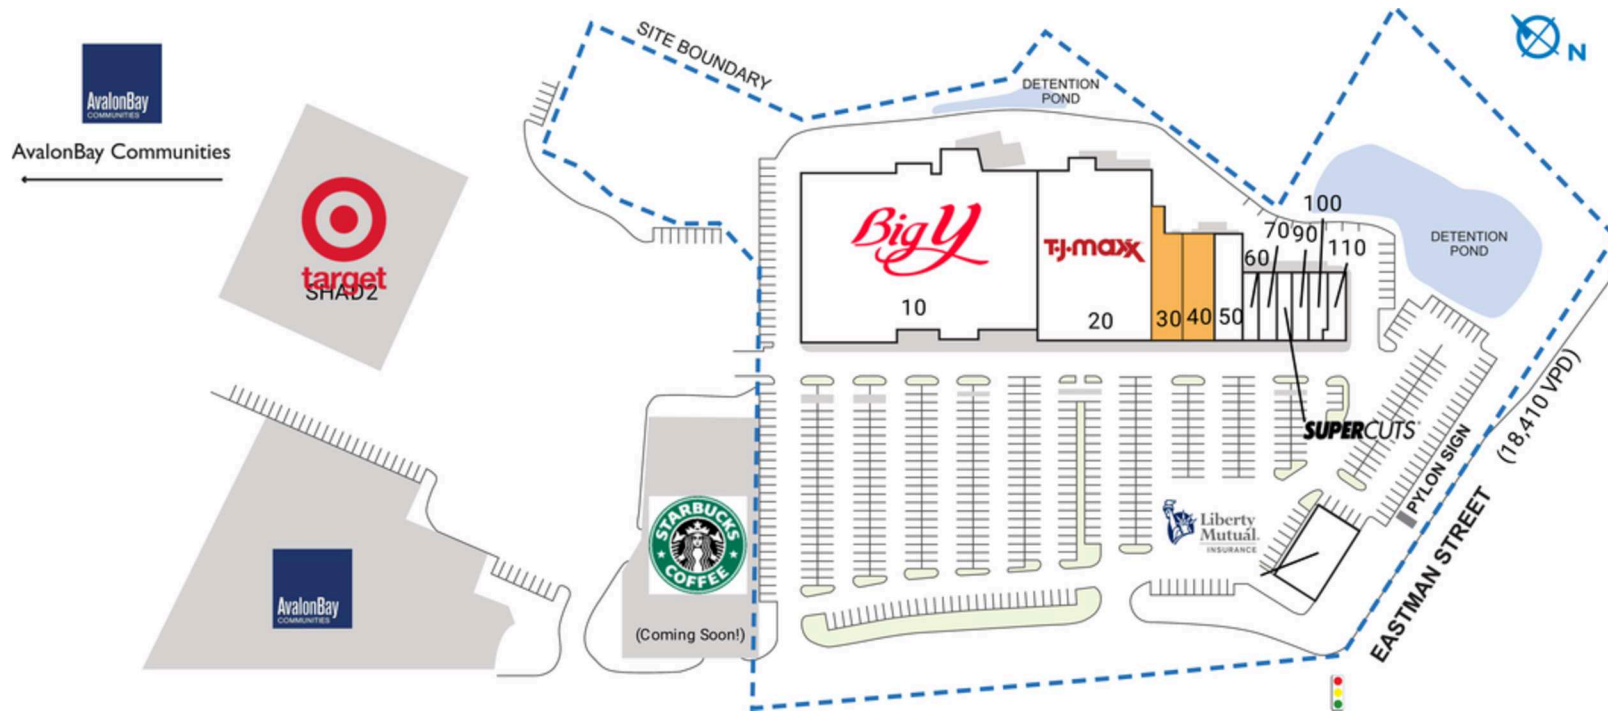 AvalonBay
COMMUNITIES
AvalonBay Communities
target
SHAD2
SITE BOUNDARY
DETENTION
POND
N
Big Y
10
T·J·maxx
20
30
40
50
60
70
90
100
110
DETENTION
POND
SUPERCUTS
PYLON SIGN
(18,410 VPD)
EASTMAN STREET
Liberty
Mutual.
INSURANCE
STARBUCKS
COFFEE
(Coming Soon!)
AvalonBay
COMMUNITIES